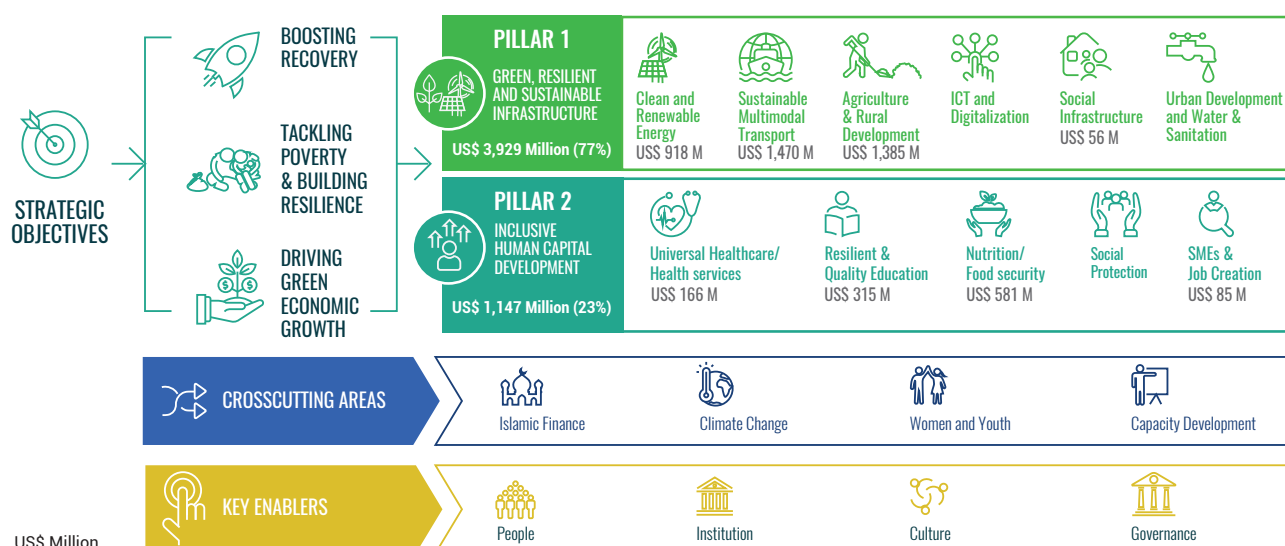 STRATEGIC
OBJECTIVES
BOOSTING
RECOVERY
TACKLING
POVERTY
& BUILDING
RESILIENCE
DRIVING
GREEN
ECONOMIC
GROWTH
PILLAR 1
GREEN, RESILIENT
AND SUSTAINABLE
INFRASTRUCTURE
US$ 3,929 Million (77%)
Clean and
Renewable
Energy
US$ 918 M
Sustainable
Multimodal
Transport
US$ 1,470 M
Agriculture
& Rural
Development
US$ 1,385 M
ICT and
Digitalization
Social
Infrastructure
US$ 56 M
Urban Development
and Water &
Sanitation
PILLAR 2
INCLUSIVE
HUMAN CAPITAL
DEVELOPMENT
US$ 1,147 Million (23%)
Universal Healthcare/
Health services
US$ 166 M
Resilient &
Quality Education
US$ 315 M
Nutrition/
Food security
US$ 581 M
Social
Protection
SMEs &
Job Creation
US$ 85 M
CROSSCUTTING AREAS
Islamic Finance
Climate Change
Women and Youth
Capacity Development
KEY ENABLERS
People
Institution
Culture
Governance
US$ Million